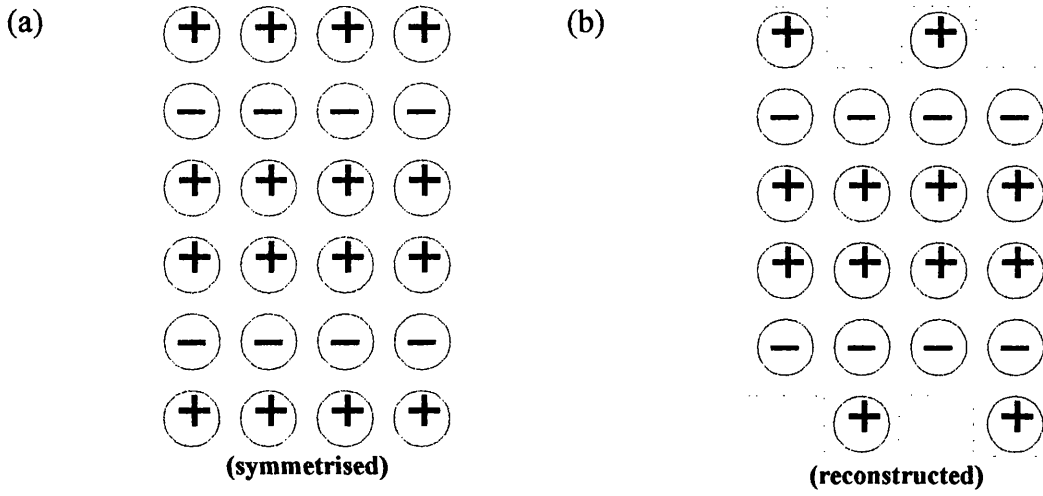 (a)
+ + + +
− − − −
+ + + +
+ + + +
− − − −
+ + + +
(symmetrised)
(b)
+ +
− − − −
+ + + +
+ + + +
− − − −
+ +
(reconstructed)